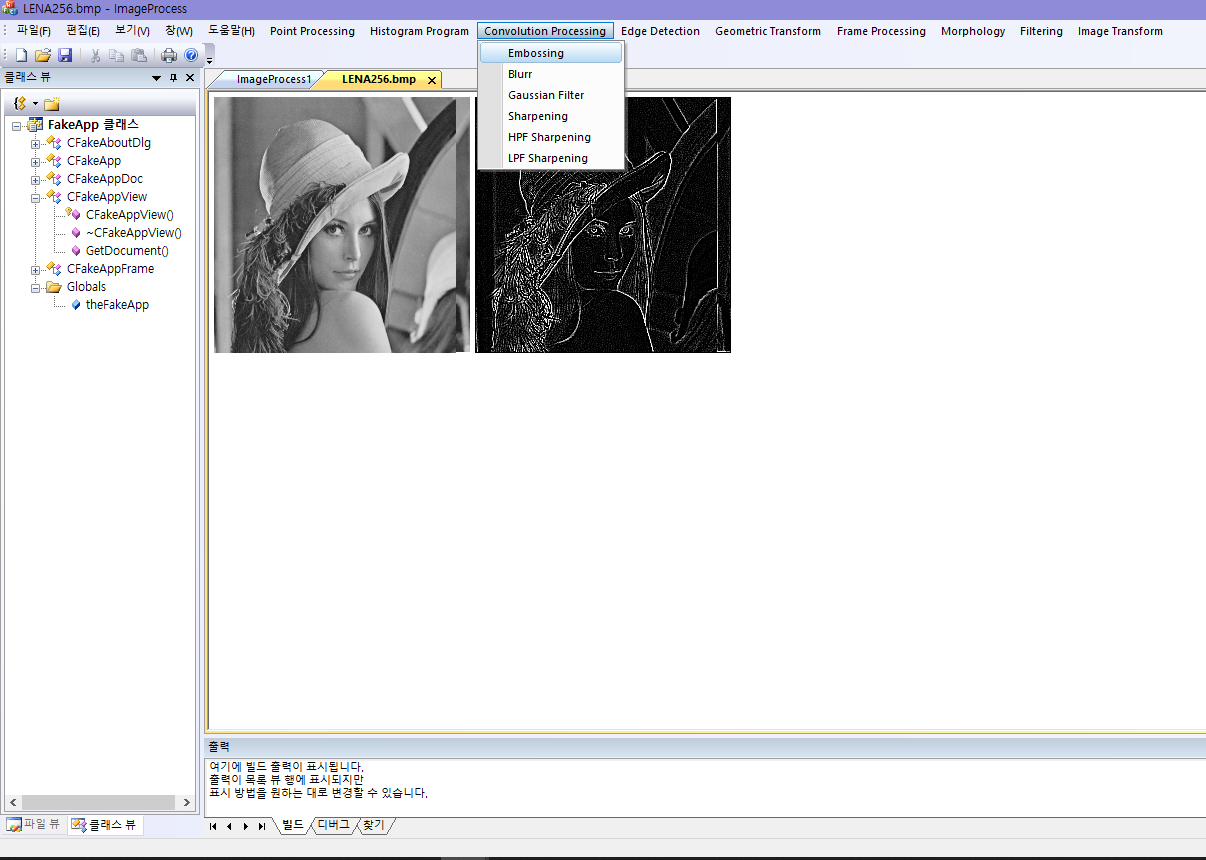 LENA256.bmp - ImageProcess
파일(F) 편집(E) 보기(V) 창(W) 도움말(H) Point Processing Histogram Program Convolution Processing Edge Detection Geometric Transform Frame Processing Morphology Filtering Image Transform
Embossing
Blurr
Gaussian Filter
Sharpening
HPF Sharpening
LPF Sharpening
클래스 뷰
ImageProcess1 LENA256.bmp
FakeApp 클래스
CFakeAboutDlg
CFakeApp
CFakeAppDoc
CFakeAppView
CFakeAppView()
~CFakeAppView()
GetDocument()
CFakeAppFrame
Globals
theFakeApp
파일 뷰 클래스 뷰
출력
여기에 빌드 출력이 표시됩니다.
출력이 목록 뷰 행에 표시되지만
표시 방법을 원하는 대로 변경할 수 있습니다.
빌드 디버그 찾기